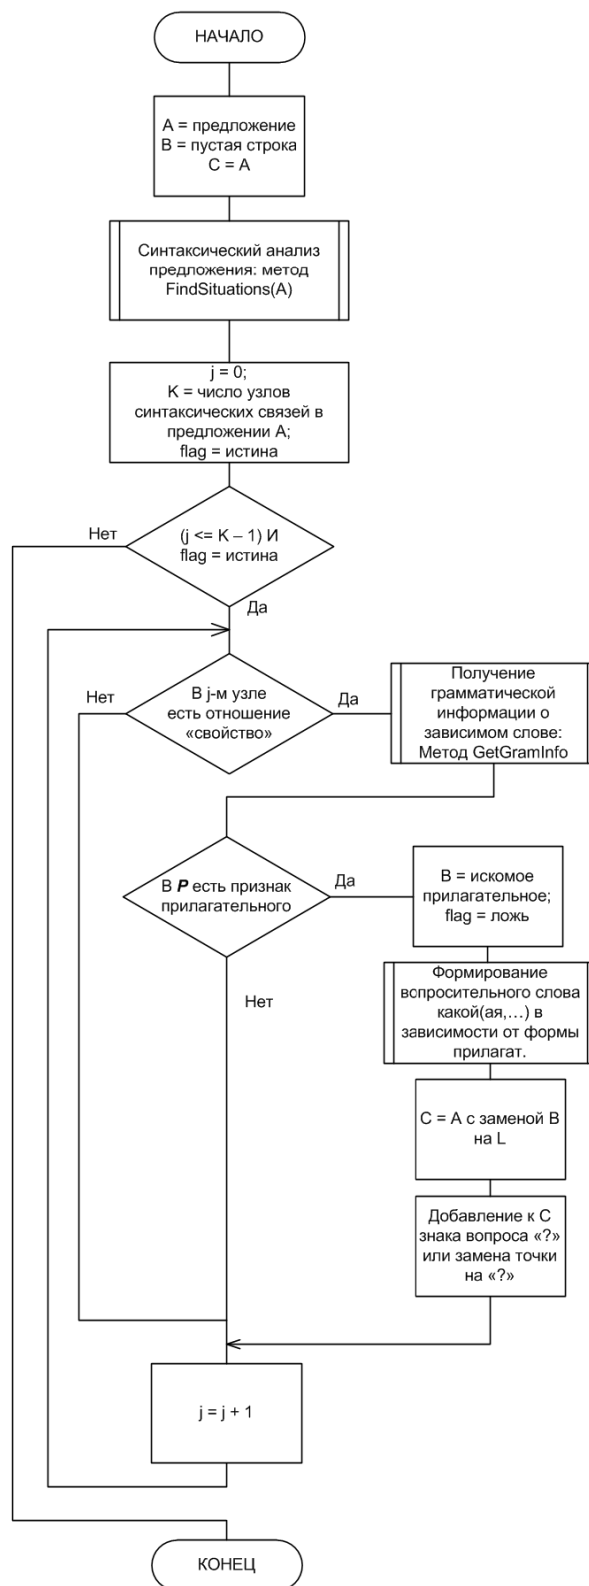 НАЧАЛО
А = предложение
В = пустая строка
С = А
Синтаксический анализ
предложения: метод
FindSituations(A)
j = 0;
K = число узлов
синтаксических связей в
предложении А;
flag = истина
Нет
(j <= K – 1) И
flag = истина
Да
Нет
В j-м узле
есть отношение
«свойство»
Да
Получение
грамматической
информации о
зависимом слове:
Метод GetGramInfo
В P есть признак
прилагательного
Да
В = искомое
прилагательное;
flag = ложь
Нет
Формирование
вопросительного слова
какой(ая,...) в
зависимости от формы
прилагат.
С = А с заменой В
на L
Добавление к С
знака вопроса «?»
или замена точки
на «?»
j = j + 1
КОНЕЦ